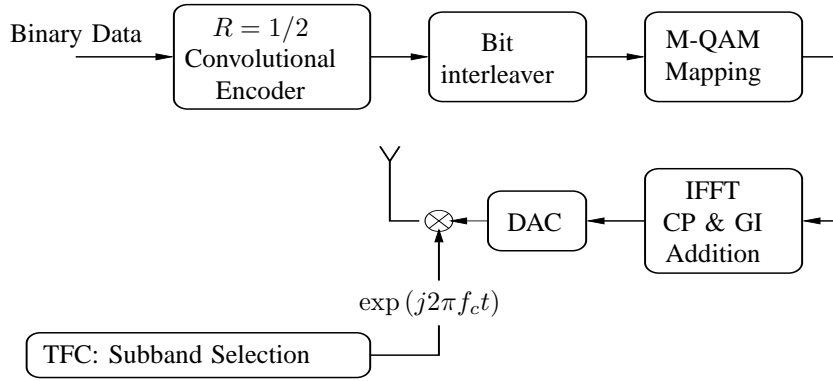 Binary Data
R = 1/2
Convolutional
Encoder
Bit
interleaver
M-QAM
Mapping
IFFT
CP & GI
Addition
DAC
exp (j2πf_c t)
TFC: Subband Selection